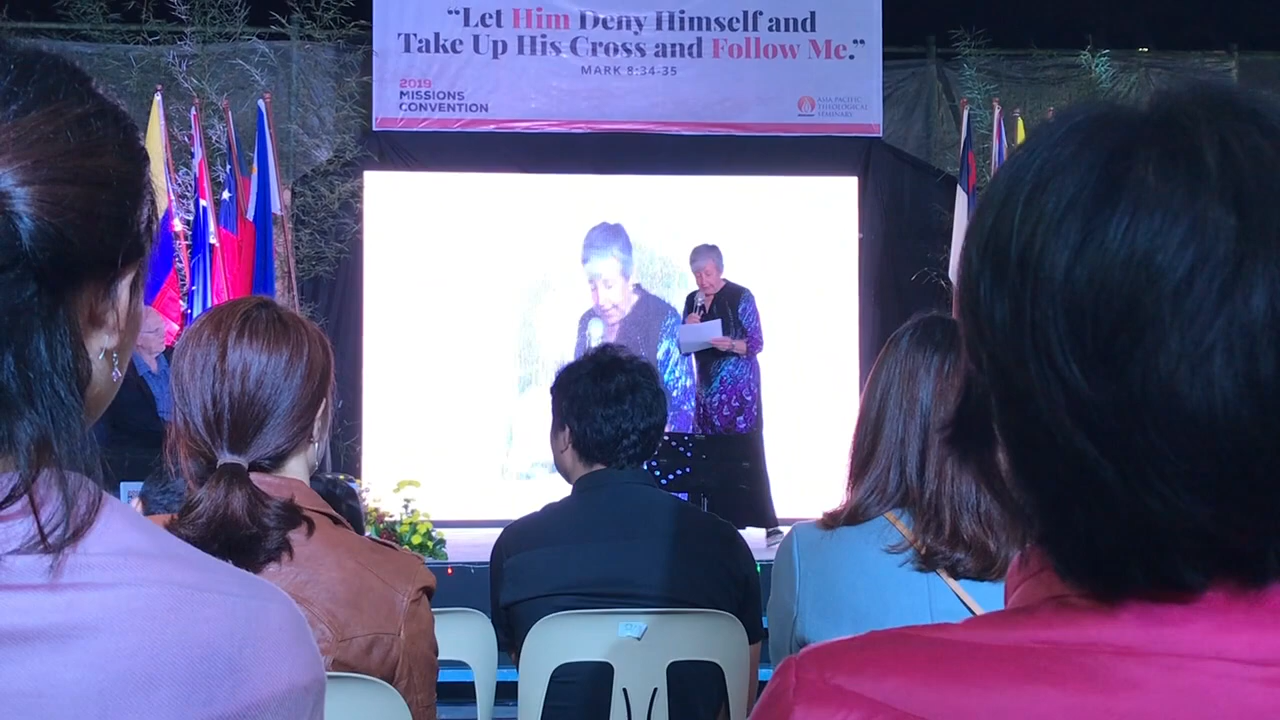 “Let Him Deny Himself and
Take Up His Cross and Follow Me.”
MARK 8:34-35
2019
MISSIONS
CONVENTION
ASIA PACIFIC
THEOLOGICAL
SEMINARY